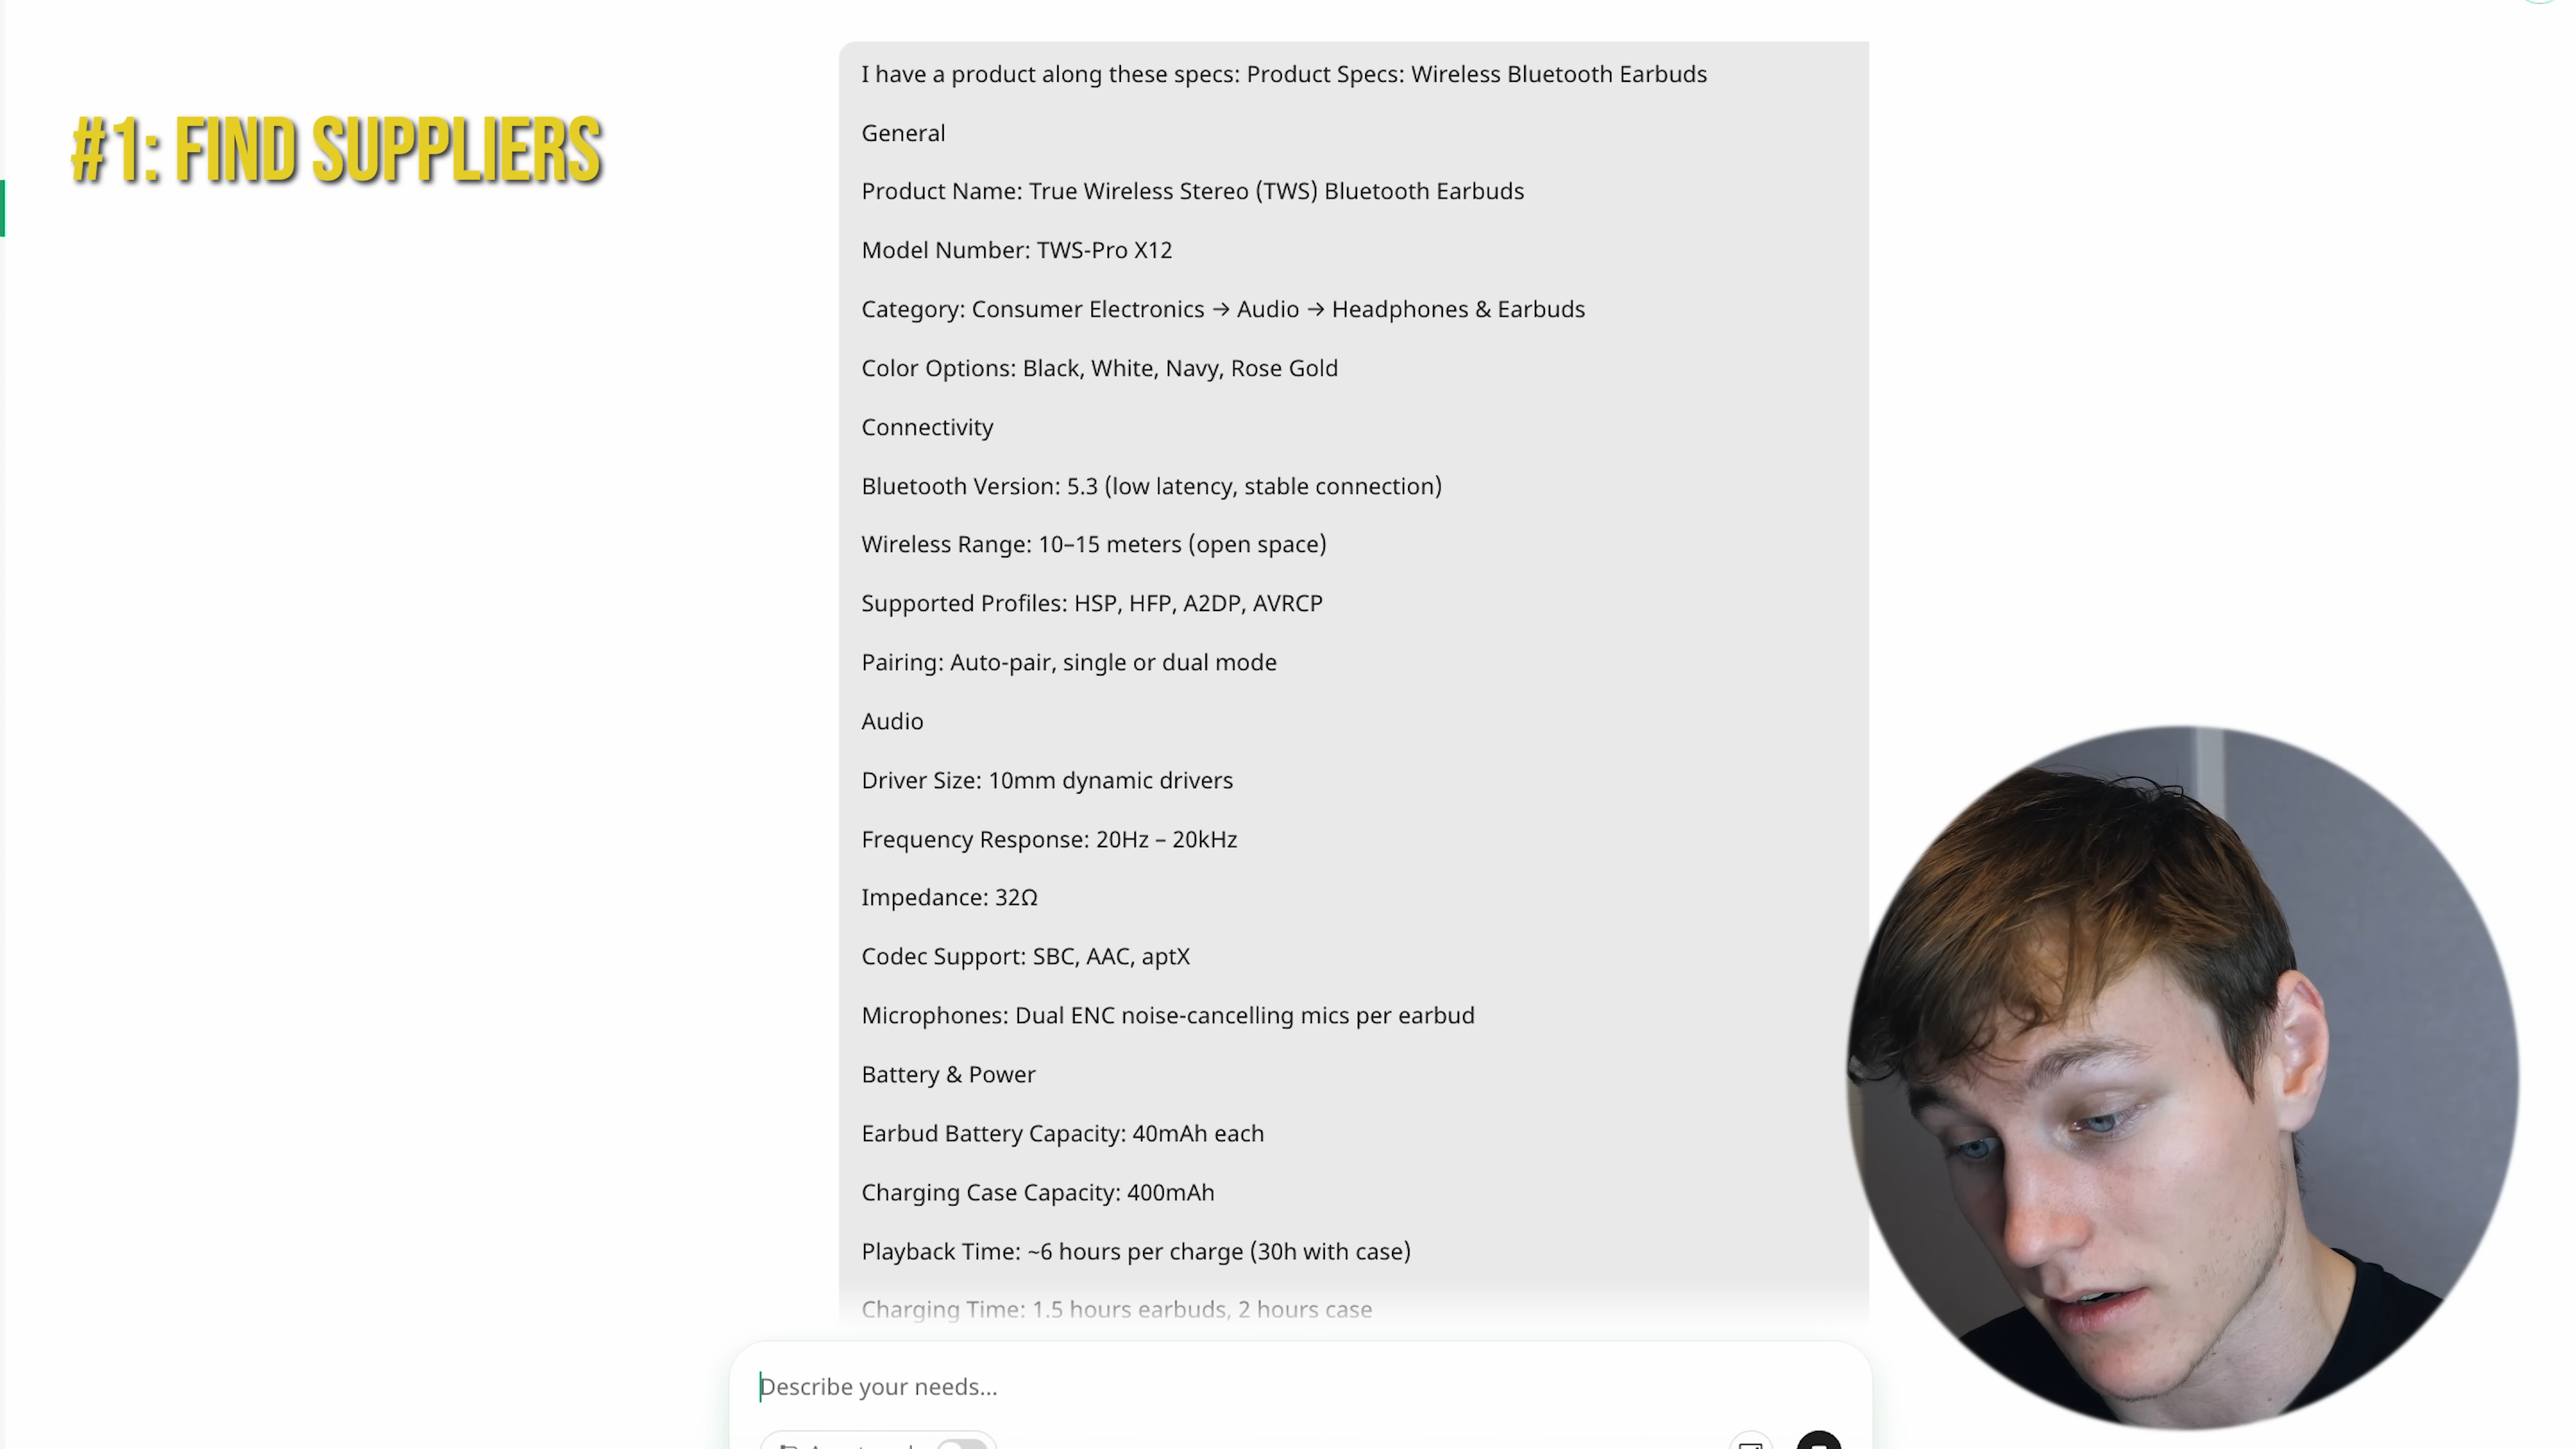 #1: FIND SUPPLIERS
I have a product along these specs: Product Specs: Wireless Bluetooth Earbuds
General
Product Name: True Wireless Stereo (TWS) Bluetooth Earbuds
Model Number: TWS-Pro X12
Category: Consumer Electronics → Audio → Headphones & Earbuds
Color Options: Black, White, Navy, Rose Gold
Connectivity
Bluetooth Version: 5.3 (low latency, stable connection)
Wireless Range: 10–15 meters (open space)
Supported Profiles: HSP, HFP, A2DP, AVRCP
Pairing: Auto-pair, single or dual mode
Audio
Driver Size: 10mm dynamic drivers
Frequency Response: 20Hz – 20kHz
Impedance: 32Ω
Codec Support: SBC, AAC, aptX
Microphones: Dual ENC noise-cancelling mics per earbud
Battery & Power
Earbud Battery Capacity: 40mAh each
Charging Case Capacity: 400mAh
Playback Time: ~6 hours per charge (30h with case)
Charging Time: 1.5 hours earbuds, 2 hours case
Describe your needs...